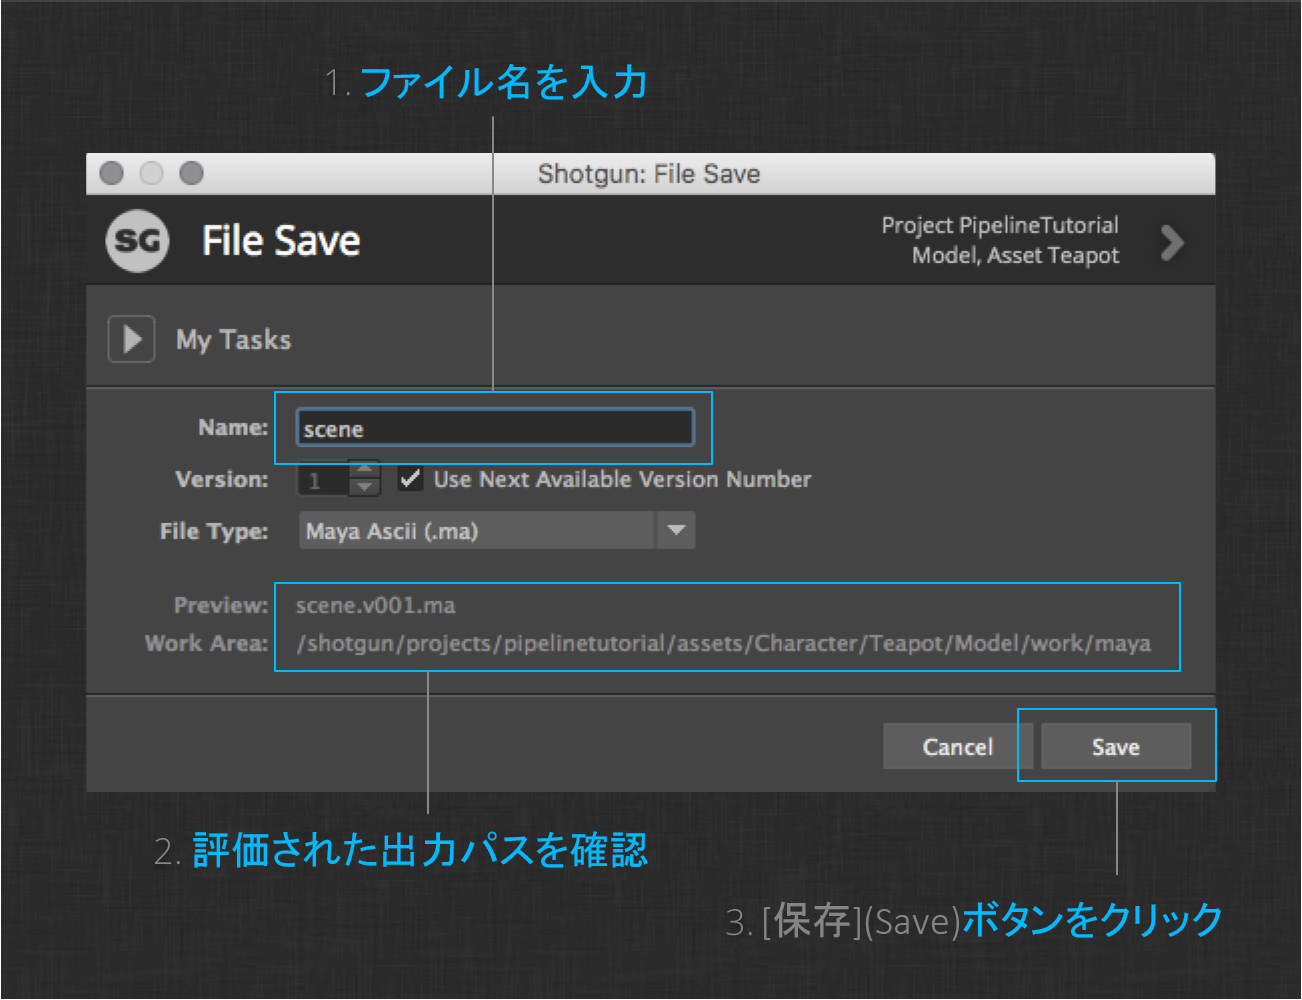 1. ファイル名を入力
Shotgun: File Save
SG File Save
Project PipelineTutorial
Model, Asset Teapot
My Tasks
Name: scene
Version: 1 Use Next Available Version Number
File Type: Maya Ascii (.ma)
Preview: scene.v001.ma
Work Area: /shotgun/projects/pipelinetutorial/assets/Character/Teapot/Model/work/maya
Cancel Save
2. 評価された出力パスを確認
3. [保存](Save)ボタンをクリック